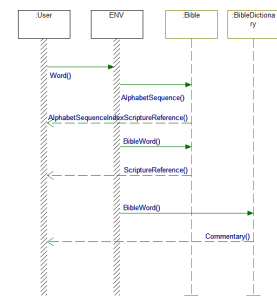 :User
ENV
:Bible
:BibleDictiona
ry
Word()
AlphabetSequence()
AlphabetSequenceIndexScriptureReference()
BibleWord()
ScriptureReference()
BibleWord()
Commentary()